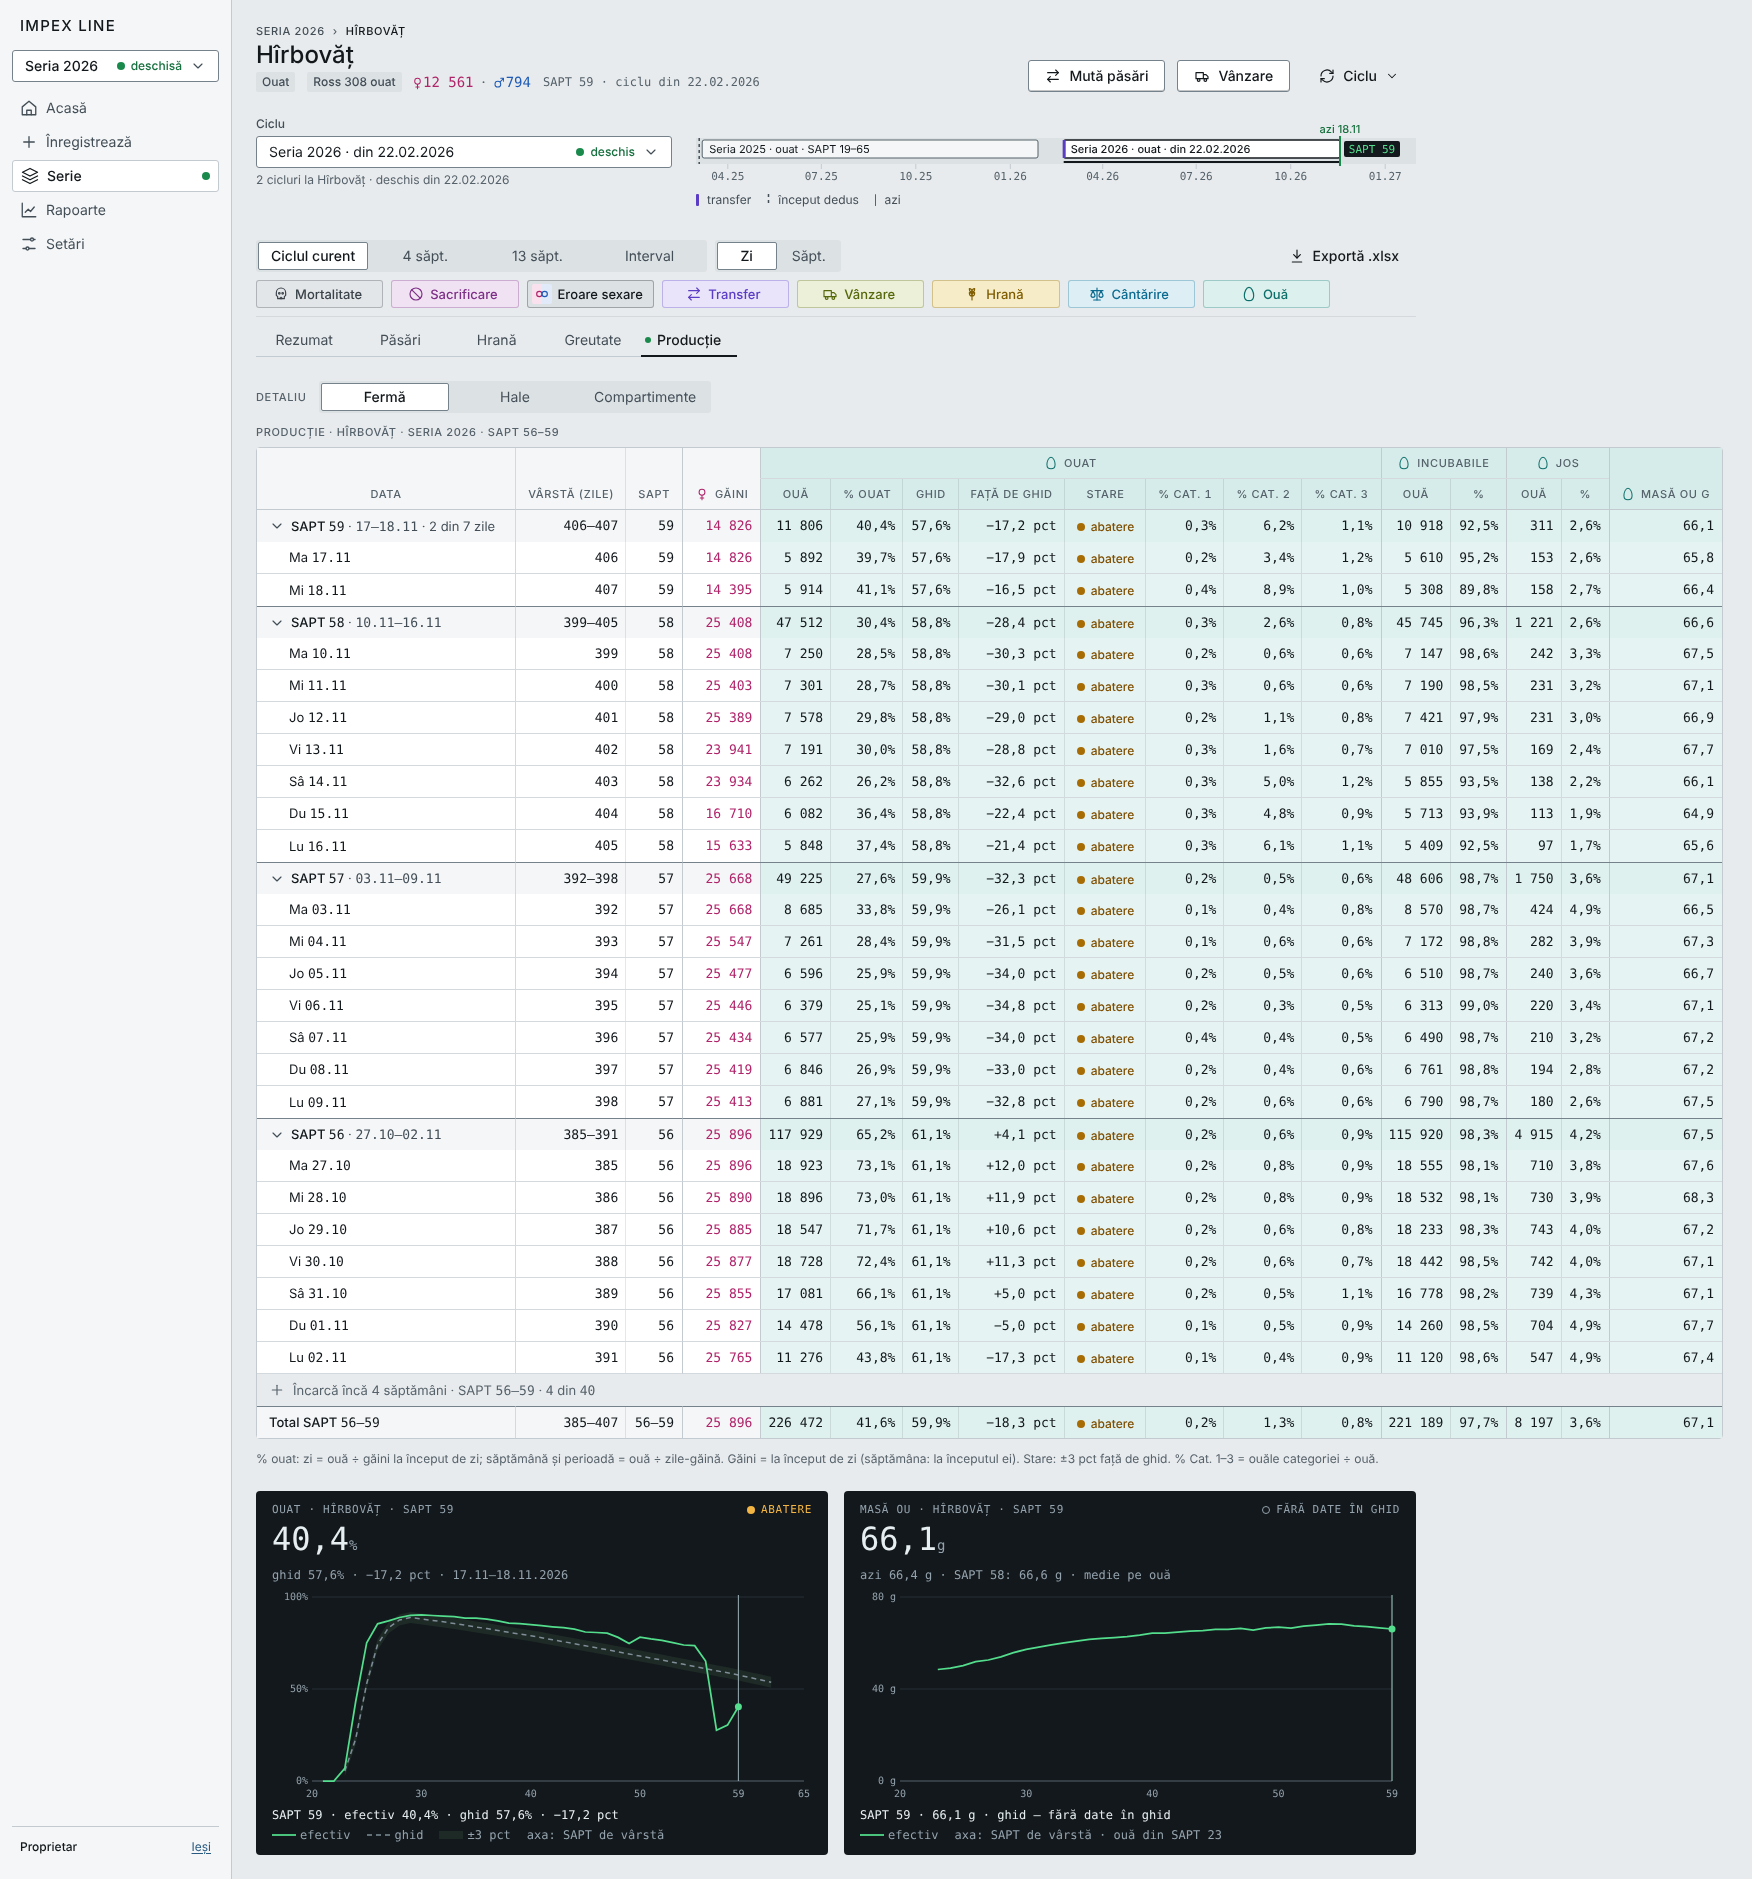 IMPEX LINE
Seria 2026 deschisă
Acasă
Înregistrează
Serie
Rapoarte
Setări
Proprietar Ieși
SERIA 2026 › HÎRBOVĂȚ
Hîrbovăț
Ouat Ross 308 ouat ♀12 561 · ♂794 SAPT 59 · ciclu din 22.02.2026
Mută păsări Vânzare Ciclu
Ciclu
Seria 2026 · din 22.02.2026 deschis
2 cicluri la Hîrbovăț · deschis din 22.02.2026
azi 18.11
Seria 2025 · ouat · SAPT 19–65 Seria 2026 · ouat · din 22.02.2026 SAPT 59
04.25 07.25 10.25 01.26 04.26 07.26 10.26 01.27
transfer început dedus azi
Ciclul curent 4 săpt. 13 săpt. Interval Zi Săpt. Exportă .xlsx
Mortalitate Sacrificare Eroare sexare Transfer Vânzare Hrană Cântărire Ouă
Rezumat Păsări Hrană Greutate Producție
DETALIU Fermă Hale Compartimente
PRODUCȚIE · HÎRBOVĂȚ · SERIA 2026 · SAPT 56–59
OUAT INCUBABILE JOS
DATA VÂRSTĂ (ZILE) SAPT ♀ GĂINI OUĂ % OUAT GHID FAȚĂ DE GHID STARE % CAT. 1 % CAT. 2 % CAT. 3 OUĂ % OUĂ % MASĂ OU G
SAPT 59 · 17–18.11 · 2 din 7 zile 406–407 59 14 826 11 806 40,4% 57,6% −17,2 pct abatere 0,3% 6,2% 1,1% 10 918 92,5% 311 2,6% 66,1
Ma 17.11 406 59 14 826 5 892 39,7% 57,6% −17,9 pct abatere 0,2% 3,4% 1,2% 5 610 95,2% 153 2,6% 65,8
Mi 18.11 407 59 14 395 5 914 41,1% 57,6% −16,5 pct abatere 0,4% 8,9% 1,0% 5 308 89,8% 158 2,7% 66,4
SAPT 58 · 10.11–16.11 399–405 58 25 408 47 512 30,4% 58,8% −28,4 pct abatere 0,3% 2,6% 0,8% 45 745 96,3% 1 221 2,6% 66,6
Ma 10.11 399 58 25 408 7 250 28,5% 58,8% −30,3 pct abatere 0,2% 0,6% 0,6% 7 147 98,6% 242 3,3% 67,5
Mi 11.11 400 58 25 403 7 301 28,7% 58,8% −30,1 pct abatere 0,3% 0,6% 0,6% 7 190 98,5% 231 3,2% 67,1
Jo 12.11 401 58 25 389 7 578 29,8% 58,8% −29,0 pct abatere 0,2% 1,1% 0,8% 7 421 97,9% 231 3,0% 66,9
Vi 13.11 402 58 23 941 7 191 30,0% 58,8% −28,8 pct abatere 0,3% 1,6% 0,7% 7 010 97,5% 169 2,4% 67,7
Sâ 14.11 403 58 23 934 6 262 26,2% 58,8% −32,6 pct abatere 0,3% 5,0% 1,2% 5 855 93,5% 138 2,2% 66,1
Du 15.11 404 58 16 710 6 082 36,4% 58,8% −22,4 pct abatere 0,3% 4,8% 0,9% 5 713 93,9% 113 1,9% 64,9
Lu 16.11 405 58 15 633 5 848 37,4% 58,8% −21,4 pct abatere 0,3% 6,1% 1,1% 5 409 92,5% 97 1,7% 65,6
SAPT 57 · 03.11–09.11 392–398 57 25 668 49 225 27,6% 59,9% −32,3 pct abatere 0,2% 0,5% 0,6% 48 606 98,7% 1 750 3,6% 67,1
Ma 03.11 392 57 25 668 8 685 33,8% 59,9% −26,1 pct abatere 0,1% 0,4% 0,8% 8 570 98,7% 424 4,9% 66,5
Mi 04.11 393 57 25 547 7 261 28,4% 59,9% −31,5 pct abatere 0,1% 0,6% 0,6% 7 172 98,8% 282 3,9% 67,3
Jo 05.11 394 57 25 477 6 596 25,9% 59,9% −34,0 pct abatere 0,2% 0,5% 0,6% 6 510 98,7% 240 3,6% 66,7
Vi 06.11 395 57 25 446 6 379 25,1% 59,9% −34,8 pct abatere 0,2% 0,3% 0,5% 6 313 99,0% 220 3,4% 67,1
Sâ 07.11 396 57 25 434 6 577 25,9% 59,9% −34,0 pct abatere 0,4% 0,4% 0,5% 6 490 98,7% 210 3,2% 67,2
Du 08.11 397 57 25 419 6 846 26,9% 59,9% −33,0 pct abatere 0,2% 0,4% 0,6% 6 761 98,8% 194 2,8% 67,2
Lu 09.11 398 57 25 413 6 881 27,1% 59,9% −32,8 pct abatere 0,2% 0,6% 0,6% 6 790 98,7% 180 2,6% 67,5
SAPT 56 · 27.10–02.11 385–391 56 25 896 117 929 65,2% 61,1% +4,1 pct abatere 0,2% 0,6% 0,9% 115 920 98,3% 4 915 4,2% 67,5
Ma 27.10 385 56 25 896 18 923 73,1% 61,1% +12,0 pct abatere 0,2% 0,8% 0,9% 18 555 98,1% 710 3,8% 67,6
Mi 28.10 386 56 25 890 18 896 73,0% 61,1% +11,9 pct abatere 0,2% 0,8% 0,9% 18 532 98,1% 730 3,9% 68,3
Jo 29.10 387 56 25 885 18 547 71,7% 61,1% +10,6 pct abatere 0,2% 0,6% 0,8% 18 233 98,3% 743 4,0% 67,2
Vi 30.10 388 56 25 877 18 728 72,4% 61,1% +11,3 pct abatere 0,2% 0,6% 0,7% 18 442 98,5% 742 4,0% 67,1
Sâ 31.10 389 56 25 855 17 081 66,1% 61,1% +5,0 pct abatere 0,2% 0,5% 1,1% 16 778 98,2% 739 4,3% 67,1
Du 01.11 390 56 25 827 14 478 56,1% 61,1% −5,0 pct abatere 0,1% 0,5% 0,9% 14 260 98,5% 704 4,9% 67,7
Lu 02.11 391 56 25 765 11 276 43,8% 61,1% −17,3 pct abatere 0,1% 0,4% 0,9% 11 120 98,6% 547 4,9% 67,4
Încarcă încă 4 săptămâni · SAPT 56–59 · 4 din 40
Total SAPT 56–59 385–407 56–59 25 896 226 472 41,6% 59,9% −18,3 pct abatere 0,2% 1,3% 0,8% 221 189 97,7% 8 197 3,6% 67,1
% ouat: zi = ouă ÷ găini la început de zi; săptămână și perioadă = ouă ÷ zile-găină. Găini = la început de zi (săptămâna: la începutul ei). Stare: ±3 pct față de ghid. % Cat. 1–3 = ouăle categoriei ÷ ouă.
OUAT · HÎRBOVĂȚ · SAPT 59 ABATERE
40,4%
ghid 57,6% · −17,2 pct · 17.11–18.11.2026
100%
50%
0%
20 30 40 50 59 65
SAPT 59 · efectiv 40,4% · ghid 57,6% · −17,2 pct
efectiv ghid ±3 pct axa: SAPT de vârstă
MASĂ OU · HÎRBOVĂȚ · SAPT 59 FĂRĂ DATE ÎN GHID
66,1g
azi 66,4 g · SAPT 58: 66,6 g · medie pe ouă
80 g
40 g
0 g
20 30 40 50 59
SAPT 59 · 66,1 g · ghid — fără date în ghid
efectiv axa: SAPT de vârstă · ouă din SAPT 23